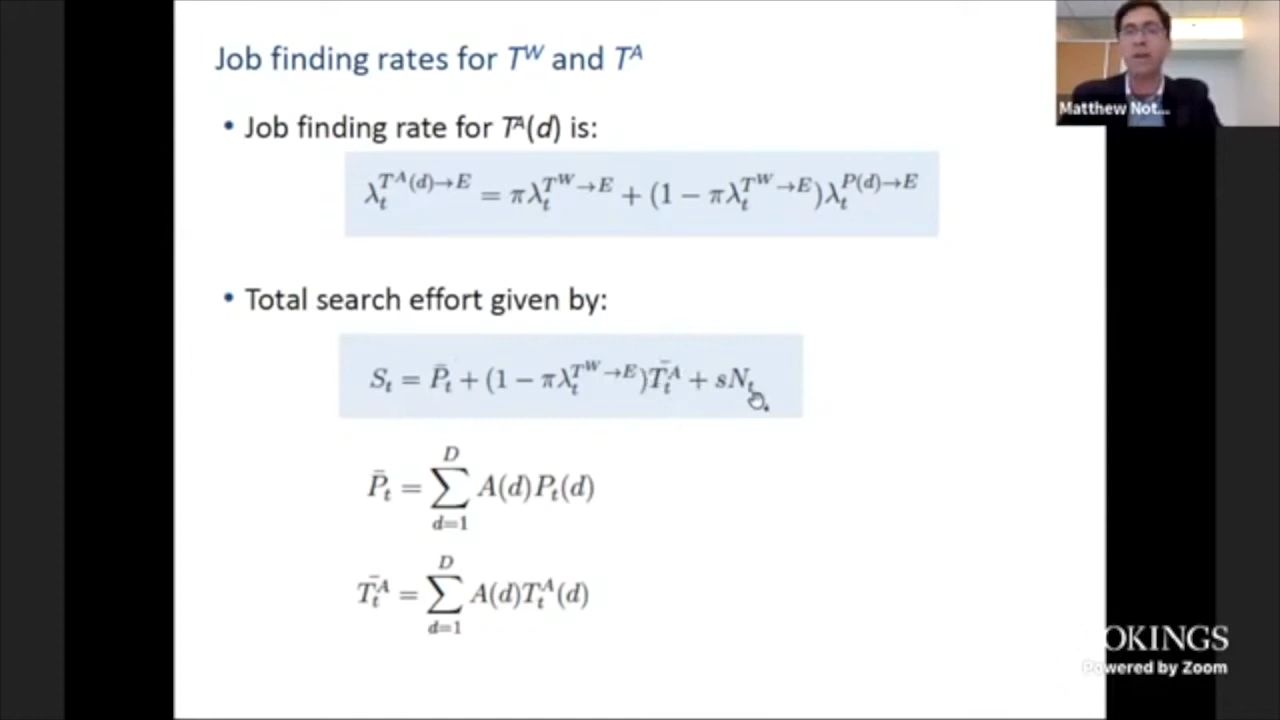 Job finding rates for T^W and T^A
• Job finding rate for T^A(d) is:
λ_t^{T^A(d)→E} = πλ_t^{T^W→E} + (1 − πλ_t^{T^W→E})λ_t^{P(d)→E}
• Total search effort given by:
S_t = P̄_t + (1 − πλ_t^{T^W→E})T̄_t^A + sN_t
P̄_t = ∑_{d=1}^{D} A(d)P_t(d)
T̄_t^A = ∑_{d=1}^{D} A(d)T_t^A(d)
Matthew Not...
OKINGS
Powered by Zoom